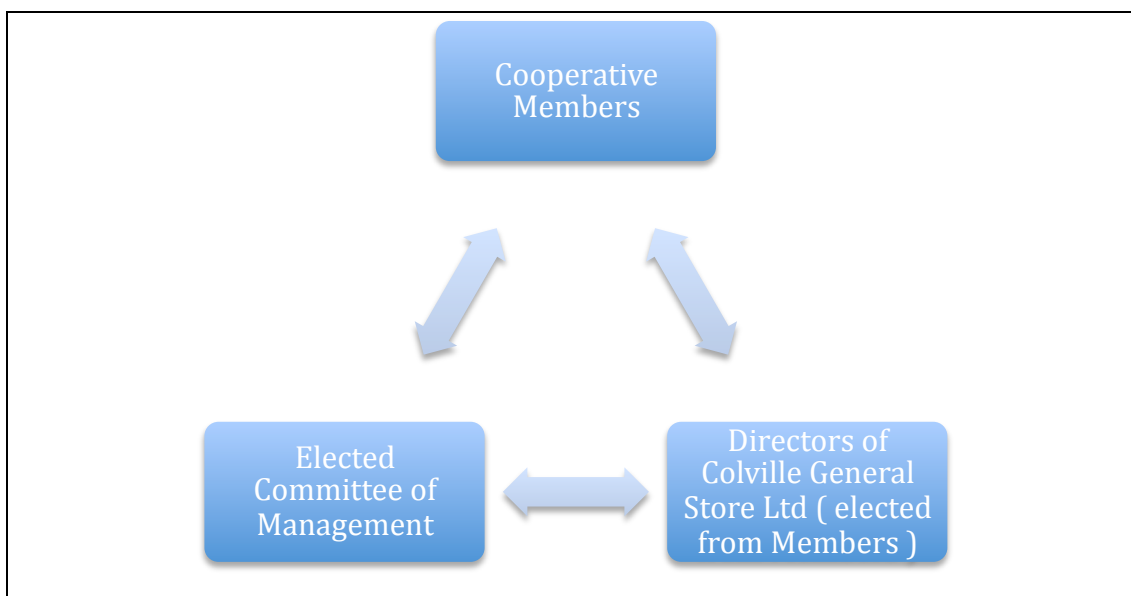 Cooperative
Members
Elected
Committee of
Management
Directors of
Colville General
Store Ltd ( elected
from Members )